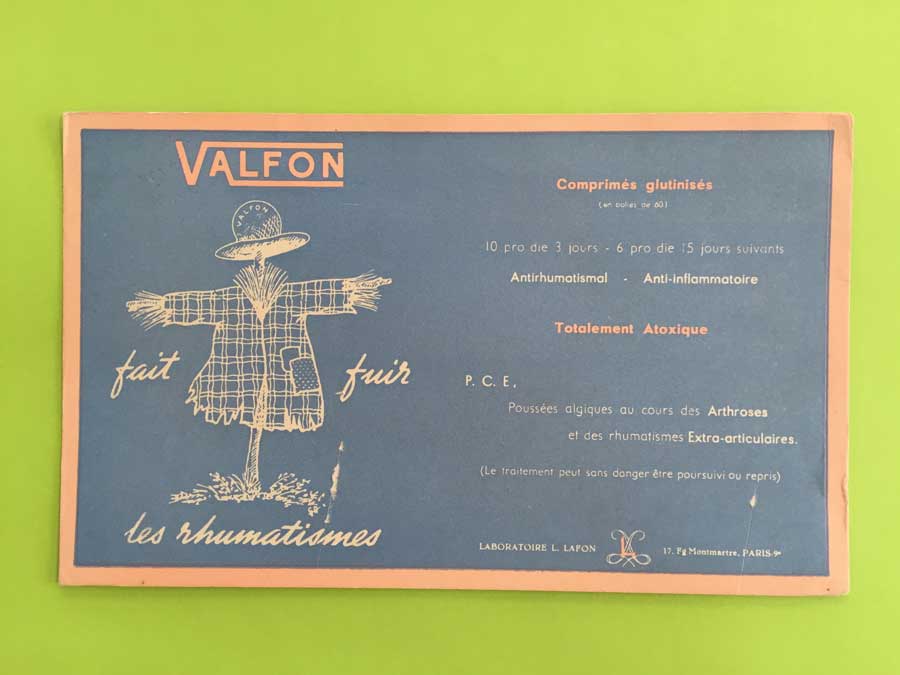 VALFON
VALFON
fait fuir
les rhumatismes
Comprimés glutinisés
(en boîtes de 60)
10 pro die 3 jours - 6 pro die 15 jours suivants
Antirhumatismal - Anti-inflammatoire
Totalement Atoxique
P. C. E.
Poussées algiques au cours des Arthroses
et des rhumatismes Extra-articulaires.
(Le traitement peut sans danger être poursuivi ou repris)
LABORATOIRE L. LAFON 17, Fg Montmartre, PARIS-9e